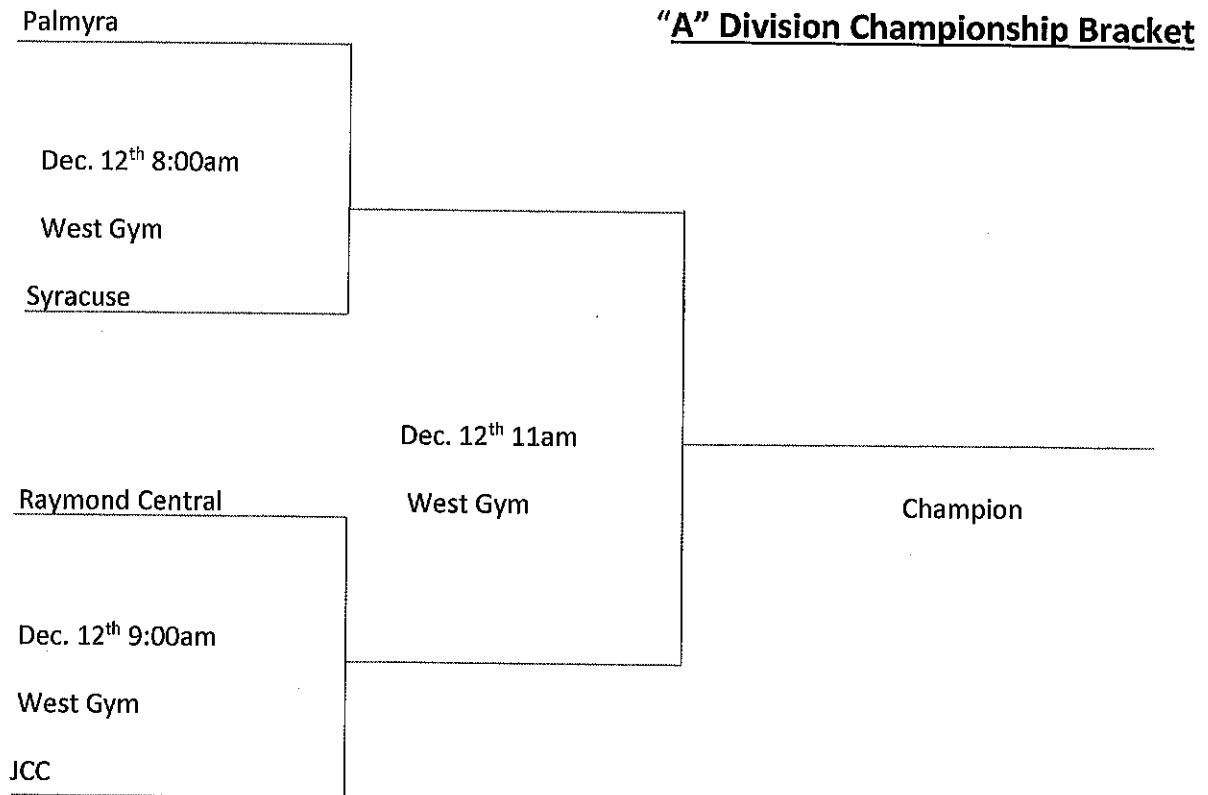 Palmyra
"A" Division Championship Bracket
Dec. 12th 8:00am
West Gym
Syracuse
Dec. 12th 11am
West Gym
Champion
Raymond Central
Dec. 12th 9:00am
West Gym
JCC